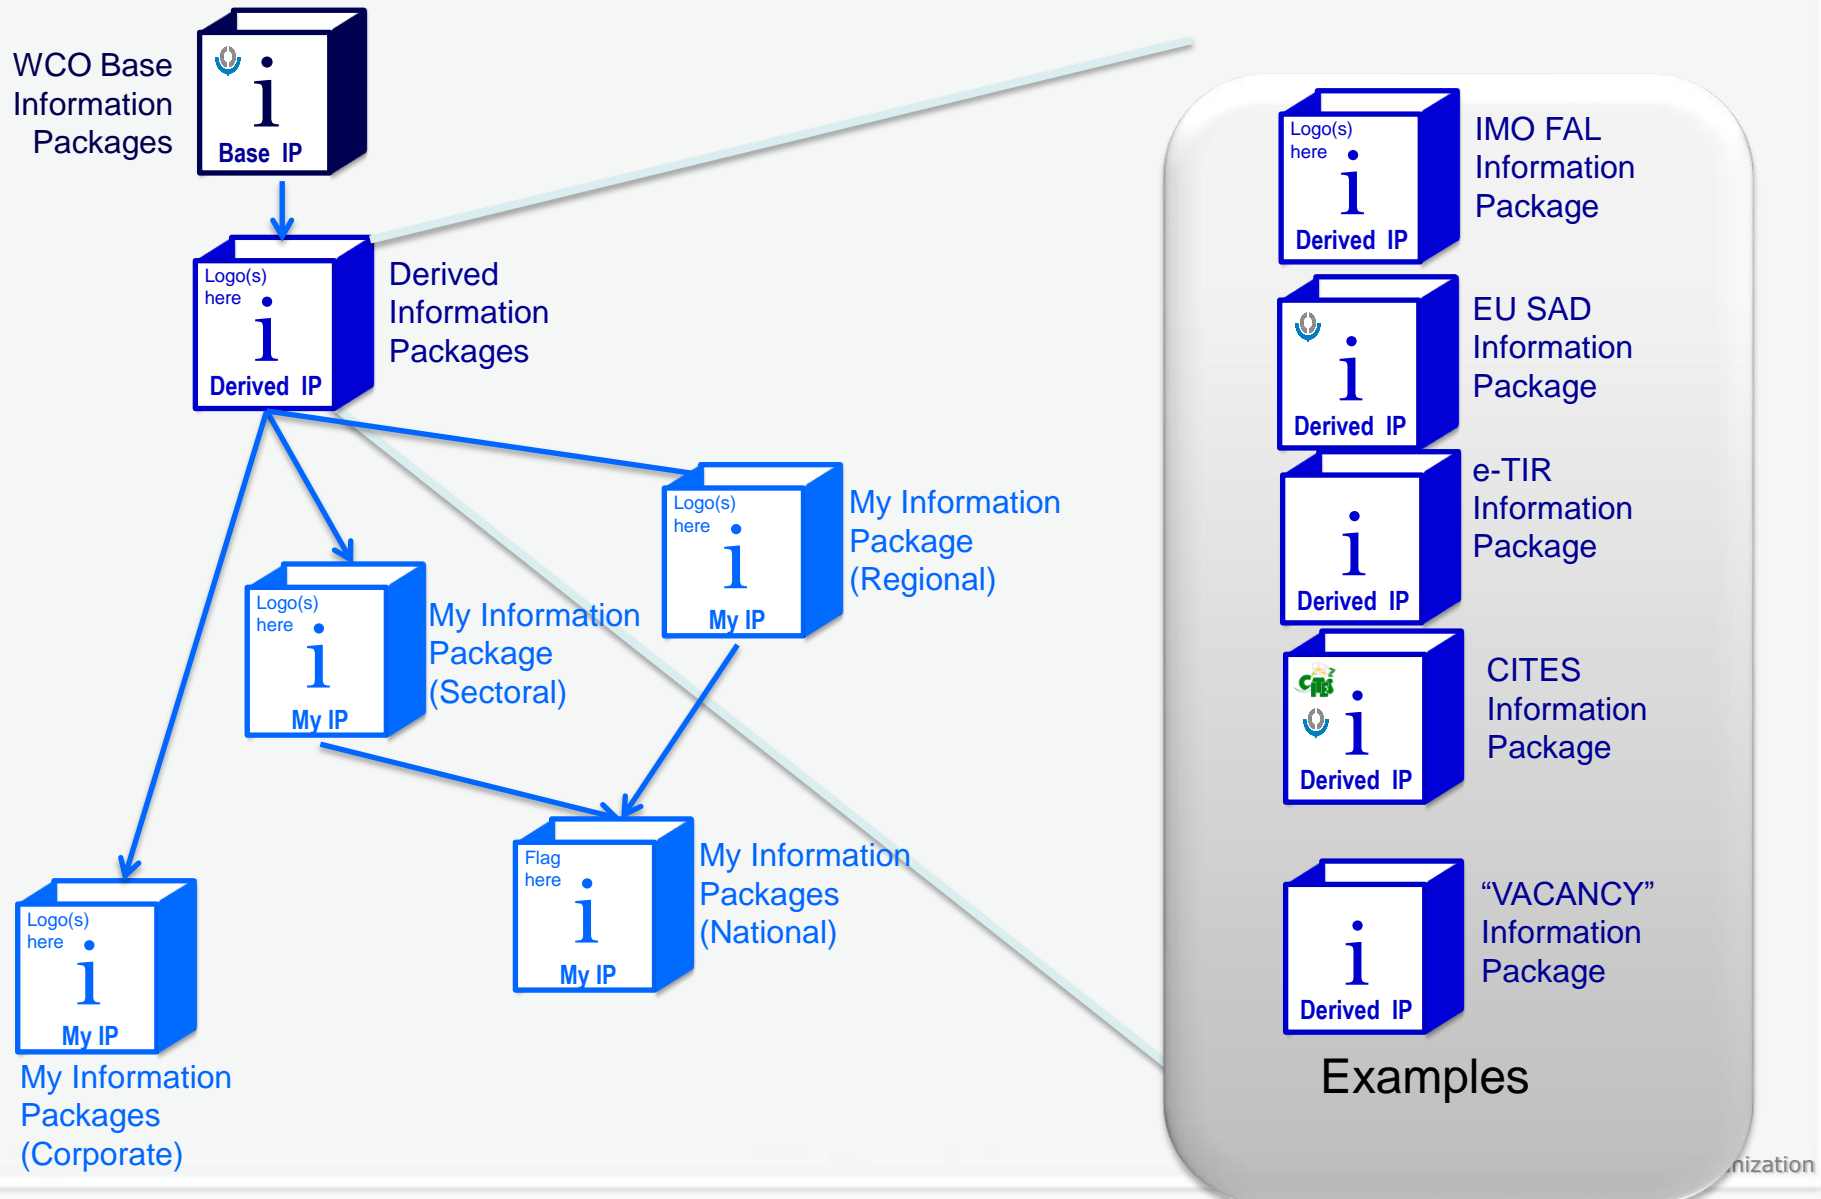 WCO Base
Information
Packages
Base IP
Logo(s)
here
Derived IP
Derived
Information
Packages
Logo(s)
here
My IP
My Information
Package
(Regional)
Logo(s)
here
My IP
My Information
Package
(Sectoral)
Flag
here
My IP
My Information
Packages
(National)
Logo(s)
here
My IP
My Information
Packages
(Corporate)
Logo(s)
here
Derived IP
IMO FAL
Information
Package
Derived IP
EU SAD
Information
Package
Derived IP
e-TIR
Information
Package
CITES
Derived IP
CITES
Information
Package
Derived IP
“VACANCY”
Information
Package
Examples
nization